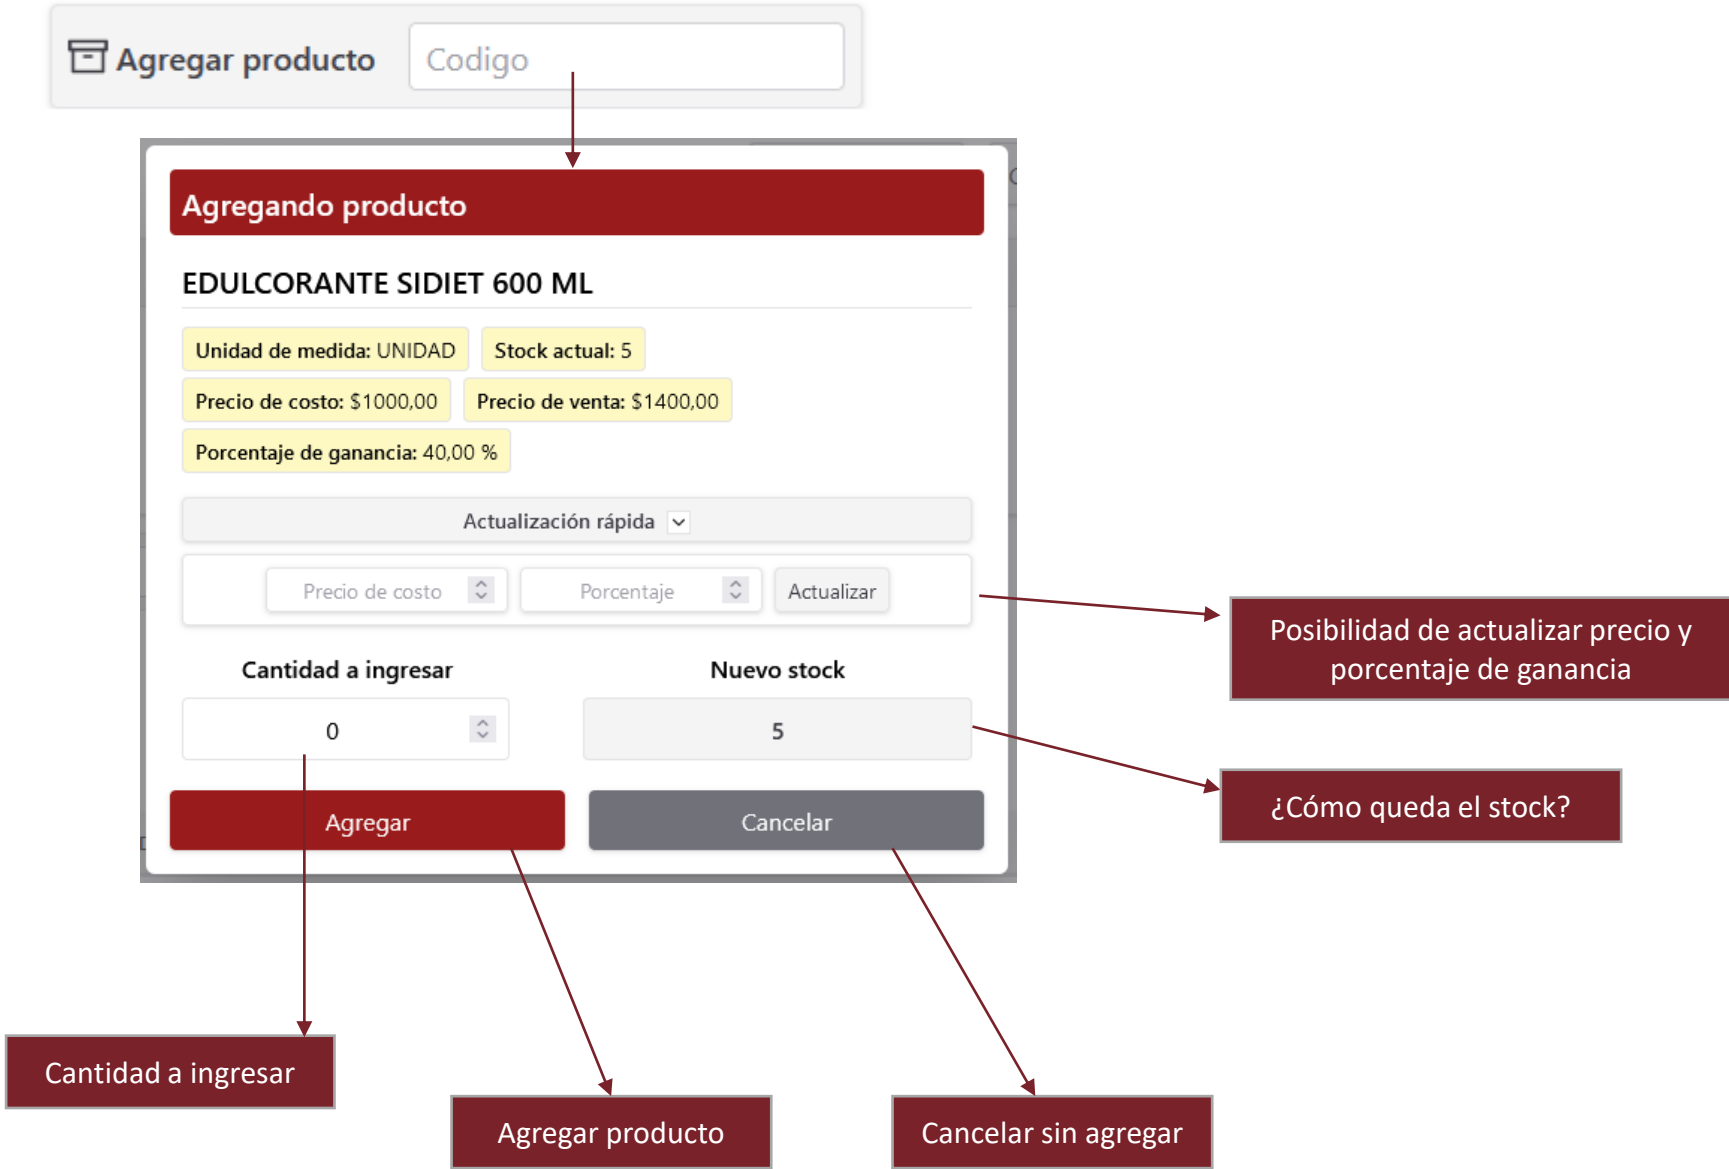 Agregar producto
Codigo
Agregando producto
EDULCORANTE SIDIET 600 ML
Unidad de medida: UNIDAD
Stock actual: 5
Precio de costo: $1000,00
Precio de venta: $1400,00
Porcentaje de ganancia: 40,00 %
Actualización rápida
Precio de costo
Porcentaje
Actualizar
Posibilidad de actualizar precio y
porcentaje de ganancia
Cantidad a ingresar
Nuevo stock
0
5
¿Cómo queda el stock?
Agregar
Cancelar
Cantidad a ingresar
Agregar producto
Cancelar sin agregar